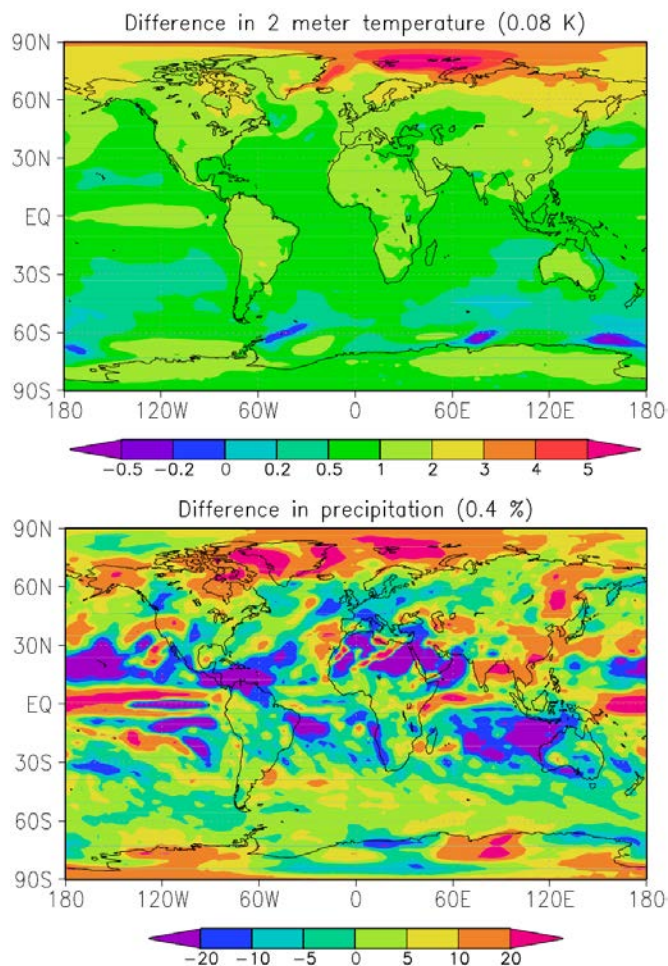 Difference in 2 meter temperature (0.08 K)
90N
60N
30N
EQ
30S
60S
90S
180 120W 60W 0 60E 120E 180
-0.5 -0.2 0 0.2 0.5 1 2 3 4 5
Difference in precipitation (0.4 %)
90N
60N
30N
EQ
30S
60S
90S
180 120W 60W 0 60E 120E 180
-20 -10 -5 0 5 10 20